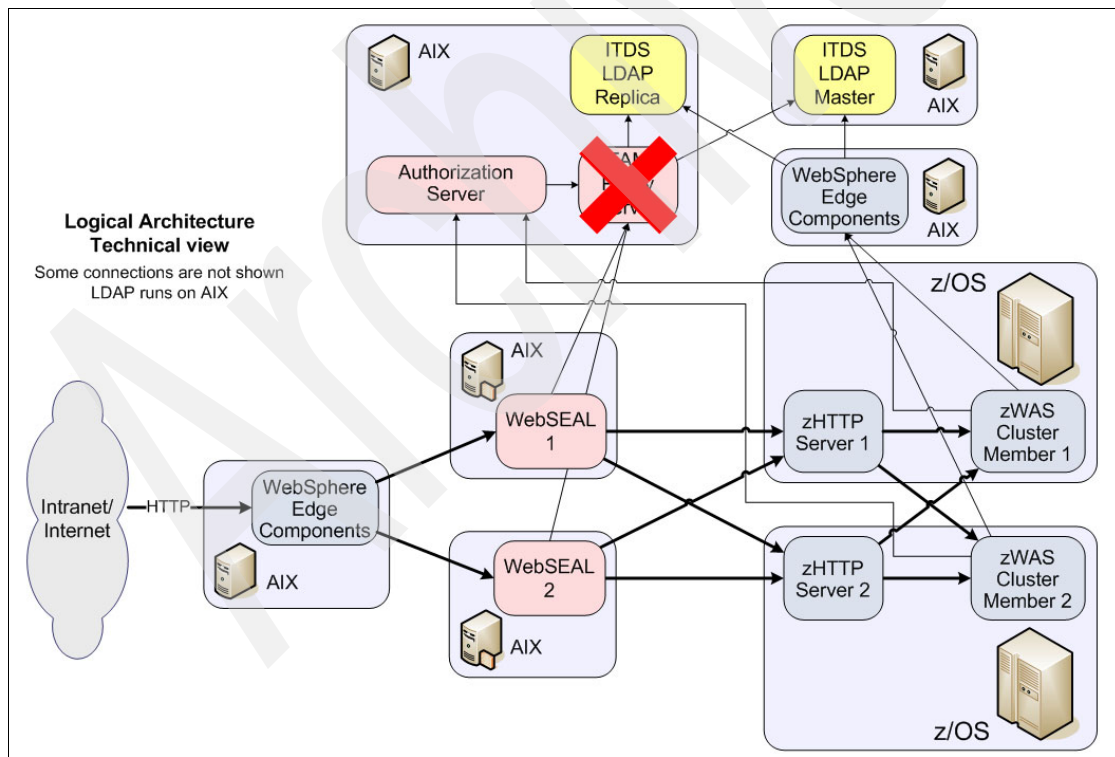 AIX
ITDS
LDAP
Replica
ITDS
LDAP
Master
AIX
Authorization
Server
WebSphere
Edge
Components
AIX
Logical Architecture
Technical view
Some connections are not shown
LDAP runs on AIX
z/OS
AIX
WebSEAL
1
zHTTP
Server 1
zWAS
Cluster
Member 1
Intranet/
Internet
HTTP
WebSphere
Edge
Components
AIX
WebSEAL
2
AIX
zHTTP
Server 2
zWAS
Cluster
Member 2
z/OS